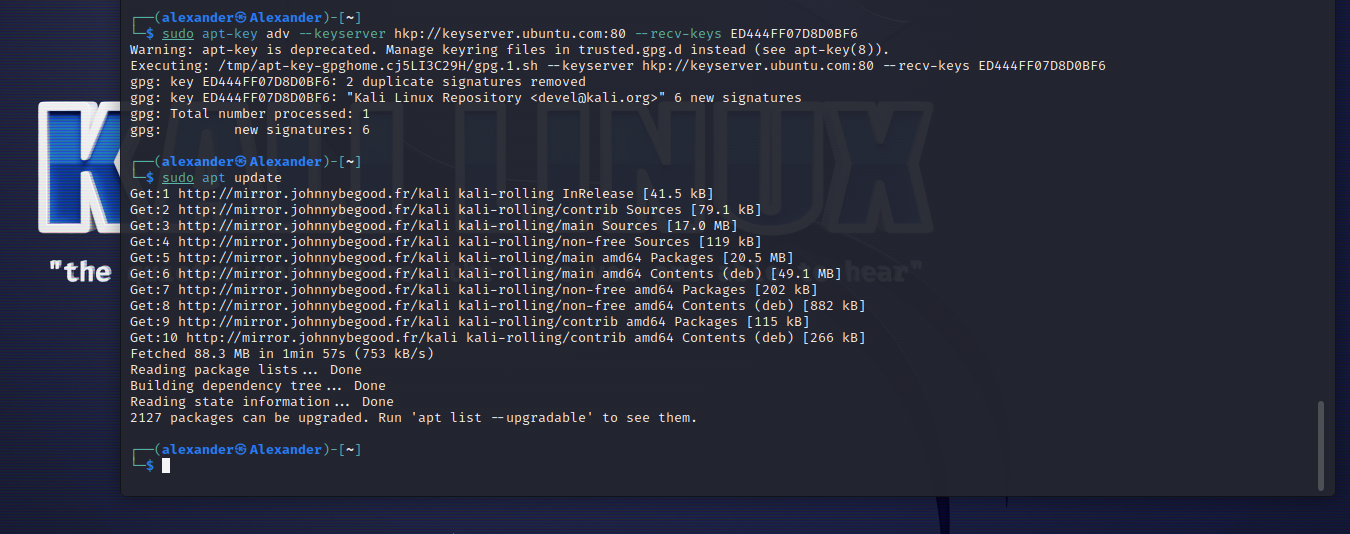 ┌──(alexander㉿Alexander)-[~]
└─$ sudo apt-key adv --keyserver hkp://keyserver.ubuntu.com:80 --recv-keys ED444FF07D8D0BF6
Warning: apt-key is deprecated. Manage keyring files in trusted.gpg.d instead (see apt-key(8)).
Executing: /tmp/apt-key-gpghome.cj5LI3C29H/gpg.1.sh --keyserver hkp://keyserver.ubuntu.com:80 --recv-keys ED444FF07D8D0BF6
gpg: key ED444FF07D8D0BF6: 2 duplicate signatures removed
gpg: key ED444FF07D8D0BF6: "Kali Linux Repository <devel@kali.org>" 6 new signatures
gpg: Total number processed: 1
gpg:         new signatures: 6
┌──(alexander㉿Alexander)-[~]
└─$ sudo apt update
Get:1 http://mirror.johnnybegood.fr/kali kali-rolling InRelease [41.5 kB]
Get:2 http://mirror.johnnybegood.fr/kali kali-rolling/contrib Sources [79.1 kB]
Get:3 http://mirror.johnnybegood.fr/kali kali-rolling/main Sources [17.0 MB]
Get:4 http://mirror.johnnybegood.fr/kali kali-rolling/non-free Sources [119 kB]
Get:5 http://mirror.johnnybegood.fr/kali kali-rolling/main amd64 Packages [20.5 MB]
Get:6 http://mirror.johnnybegood.fr/kali kali-rolling/main amd64 Contents (deb) [49.1 MB]
Get:7 http://mirror.johnnybegood.fr/kali kali-rolling/non-free amd64 Packages [202 kB]
Get:8 http://mirror.johnnybegood.fr/kali kali-rolling/non-free amd64 Contents (deb) [882 kB]
Get:9 http://mirror.johnnybegood.fr/kali kali-rolling/contrib amd64 Packages [115 kB]
Get:10 http://mirror.johnnybegood.fr/kali kali-rolling/contrib amd64 Contents (deb) [266 kB]
Fetched 88.3 MB in 1min 57s (753 kB/s)
Reading package lists... Done
Building dependency tree... Done
Reading state information... Done
2127 packages can be upgraded. Run 'apt list --upgradable' to see them.
┌──(alexander㉿Alexander)-[~]
└─$
KALI LINUX
"the
hear"